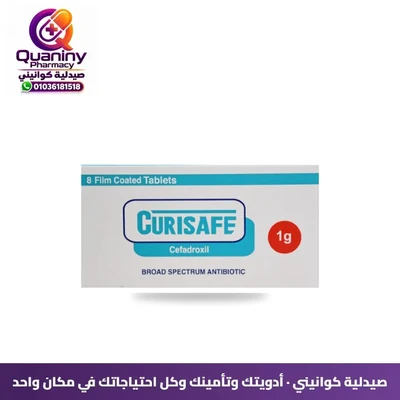 Quaniny
Pharmacy
صيدلية كوانيني
01036181518
8 Film Coated Tablets
CURISAFE
Cefadroxil
1g
BROAD SPECTRUM ANTIBIOTIC
صيدلية كوانيني · أدويتك وتأمينك وكل احتياجاتك في مكان واحد